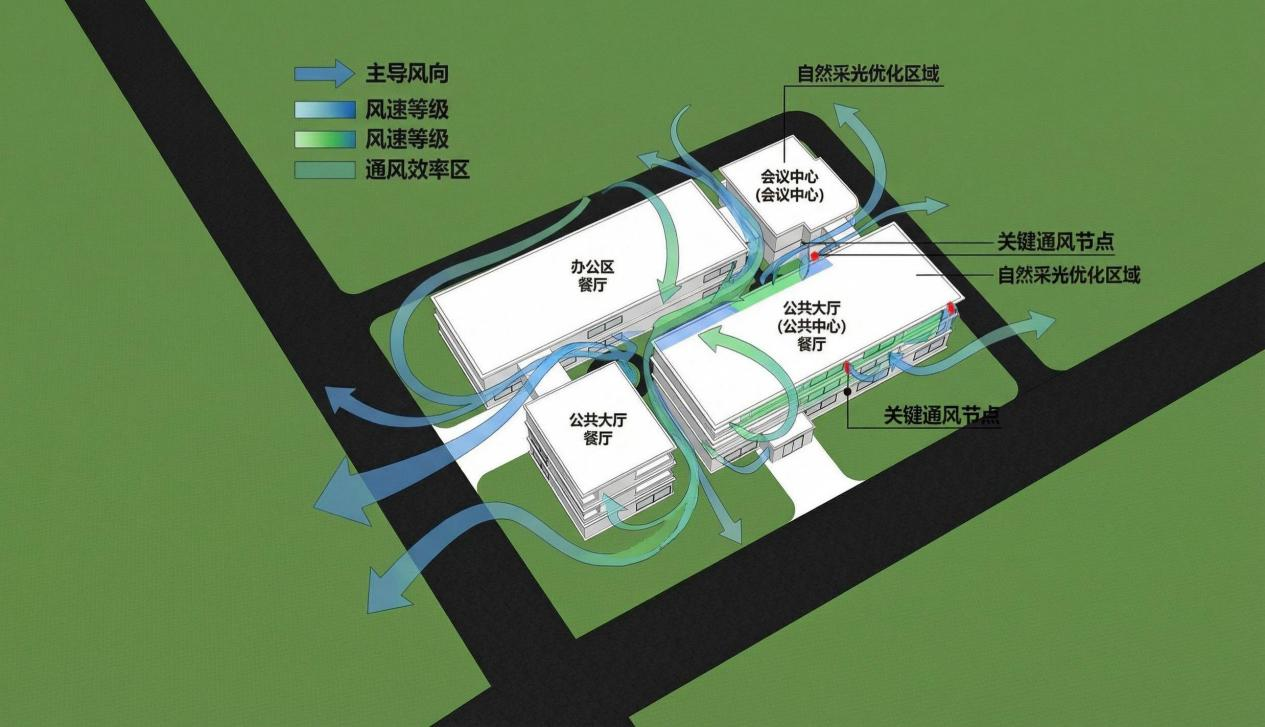 主导风向
风速等级
风速等级
通风效率区
自然采光优化区域
会议中心
(会议中心)
关键通风节点
自然采光优化区域
办公区
餐厅
公共大厅
(公共中心)
餐厅
公共大厅
餐厅
关键通风节点